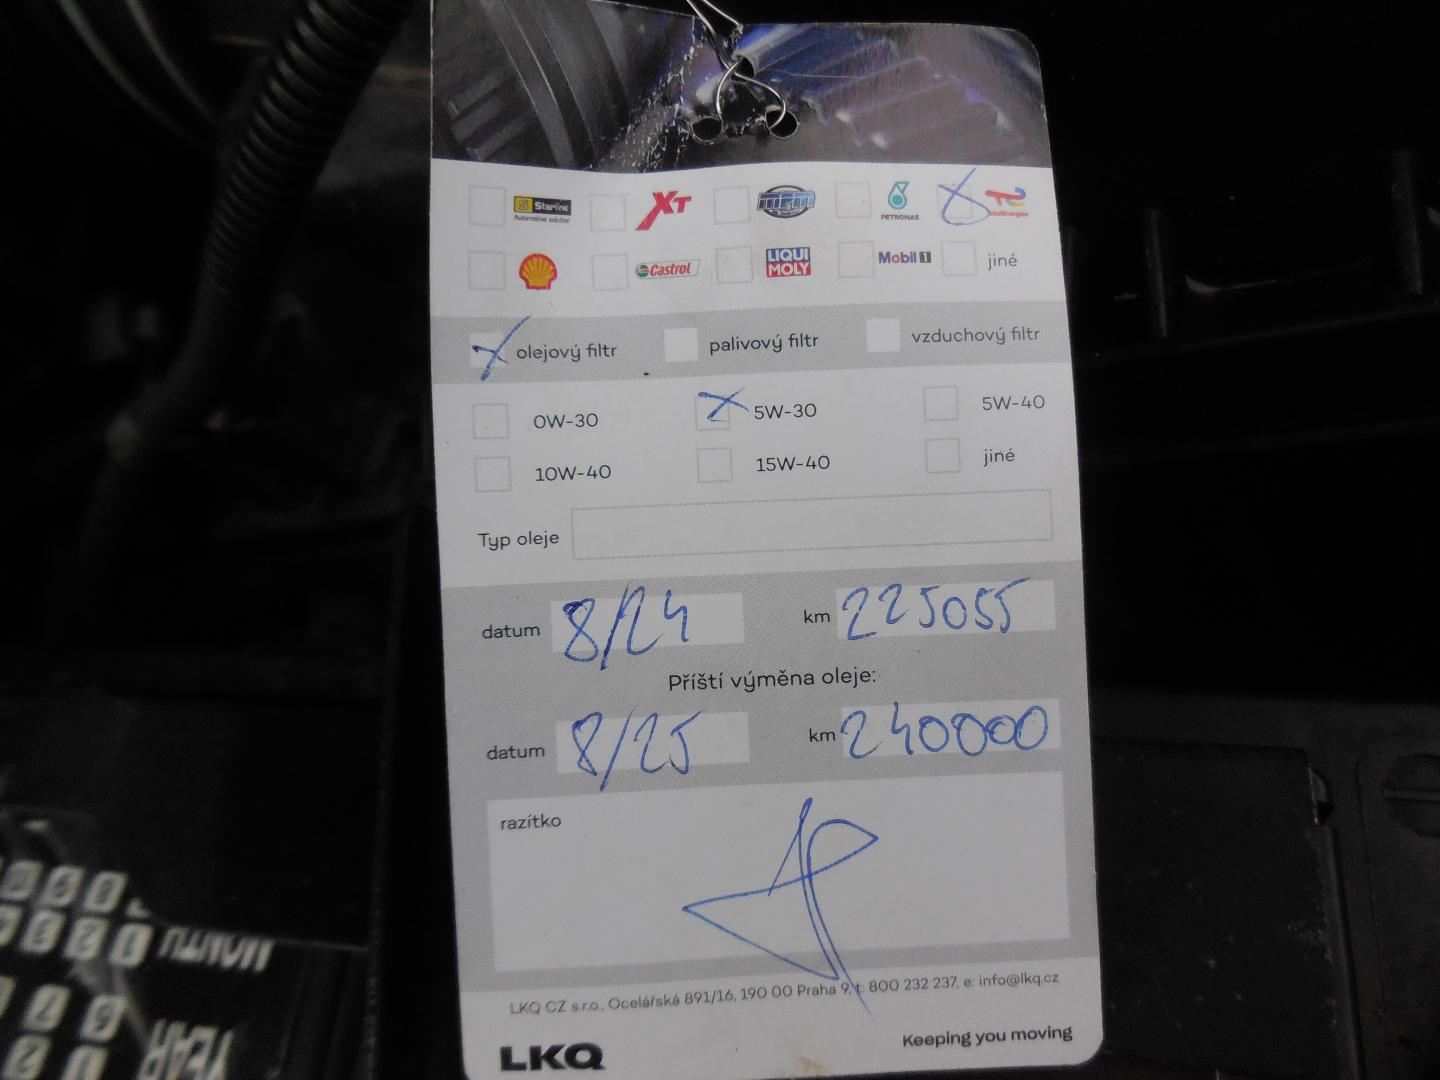 Starline XT MPM PETRONAS TotalEnergies
Automotive solution
Castrol LIQUI MOLY Mobil 1 jiné
olejový filtr palivový filtr vzduchový filtr
0W-30 5W-30 5W-40
10W-40 15W-40 jiné
Typ oleje
datum 8/24 km 225055
Příští výměna oleje:
datum 8/25 km 240000
razítko
LKQ CZ s.r.o., Ocelářská 891/16, 190 00 Praha 9, t: 800 232 237, e: info@lkq.cz
LKQ Keeping you moving
MONTH
YEAR